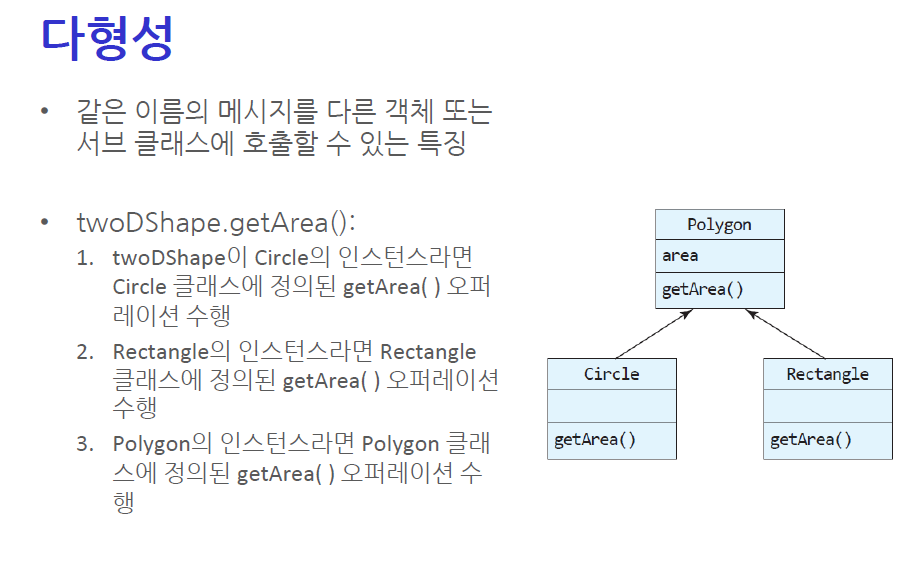 다형성
• 같은 이름의 메시지를 다른 객체 또는
서브 클래스에 호출할 수 있는 특징
• twoDShape.getArea():
1. twoDShape이 Circle의 인스턴스라면
Circle 클래스에 정의된 getArea( ) 오퍼
레이션 수행
2. Rectangle의 인스턴스라면 Rectangle
클래스에 정의된 getArea( ) 오퍼레이션
수행
3. Polygon의 인스턴스라면 Polygon 클래
스에 정의된 getArea( ) 오퍼레이션 수
행
Polygon
area
getArea()
Circle
getArea()
Rectangle
getArea()